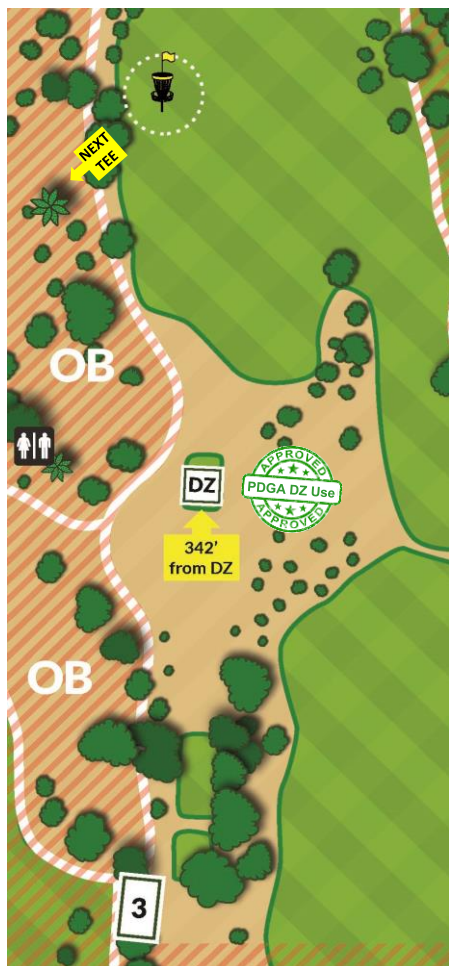 NEXT
TEE
OB
APPROVED
DZ
PDGA DZ Use
APPROVED
342'
from DZ
OB
3